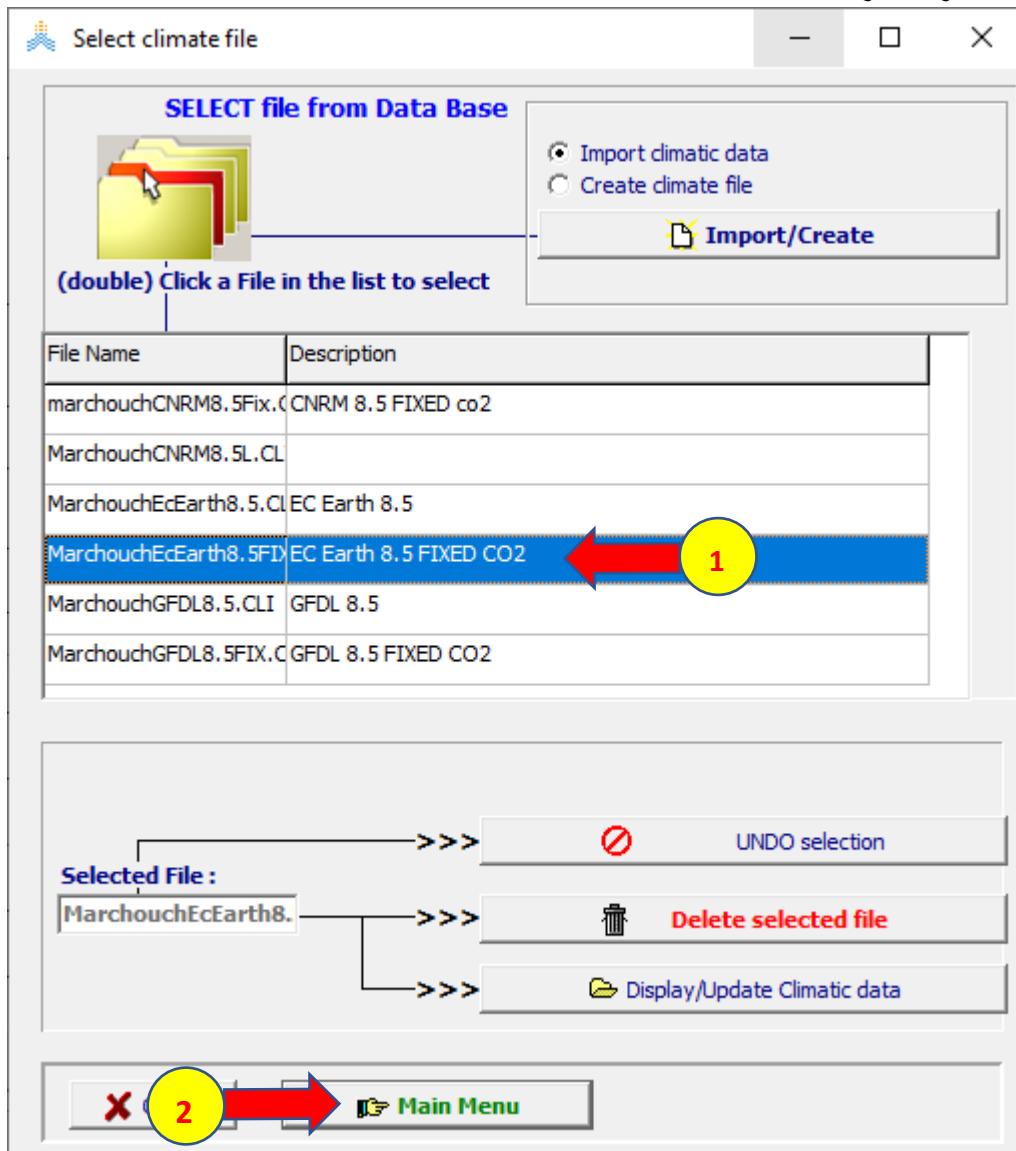 Select climate file
SELECT file from Data Base
Import climatic data
Create climate file
Import/Create
(double) Click a File in the list to select
File Name Description
marchouchCNRM8.5Fix.C CNRM 8.5 FIXED co2
MarchouchCNRM8.5L.CL
MarchouchEcEarth8.5.CL EC Earth 8.5
MarchouchEcEarth8.5FIX EC Earth 8.5 FIXED CO2
1
MarchouchGFDL8.5.CLI GFDL 8.5
MarchouchGFDL8.5FIX.C GFDL 8.5 FIXED CO2
>>> UNDO selection
Selected File :
MarchouchEcEarth8. >>> Delete selected file
>>> Display/Update Climatic data
2
Main Menu